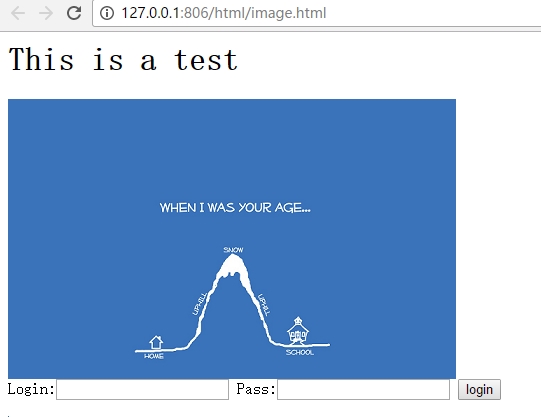 127.0.0.1:806/html/image.html
This is a test
WHEN I WAS YOUR AGE...
SNOW
UPHILL UPHILL
HOME SCHOOL
Login: Pass: login